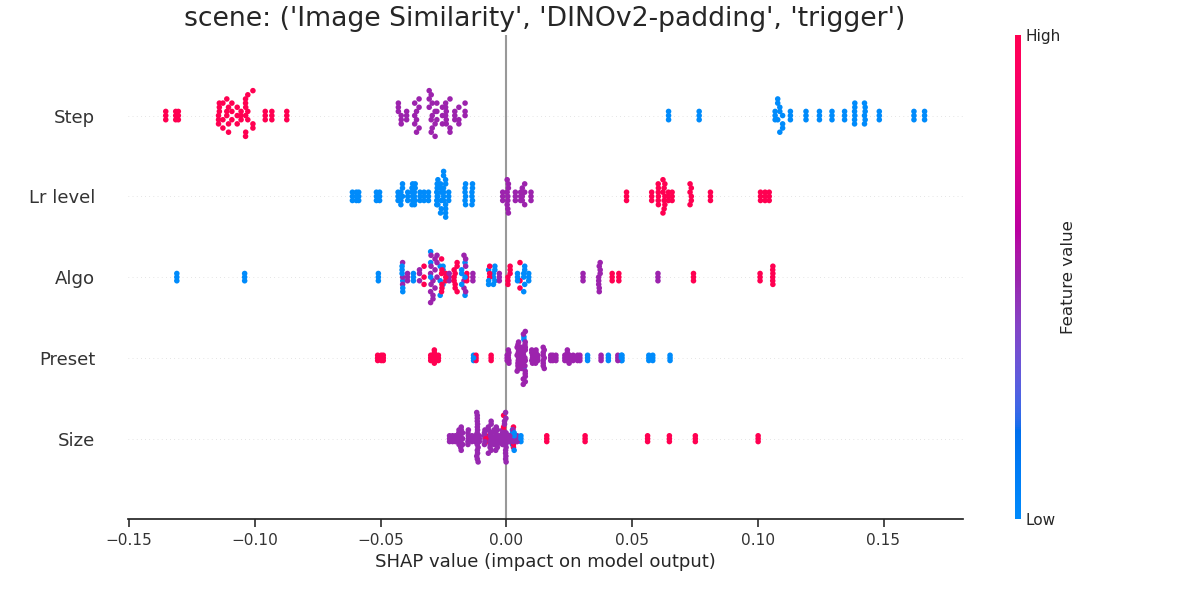 scene: ('Image Similarity', 'DINOv2-padding', 'trigger')
High
Step
Lr level
Algo
Preset
Size
Feature value
Low
−0.15 −0.10 −0.05 0.00 0.05 0.10 0.15
SHAP value (impact on model output)